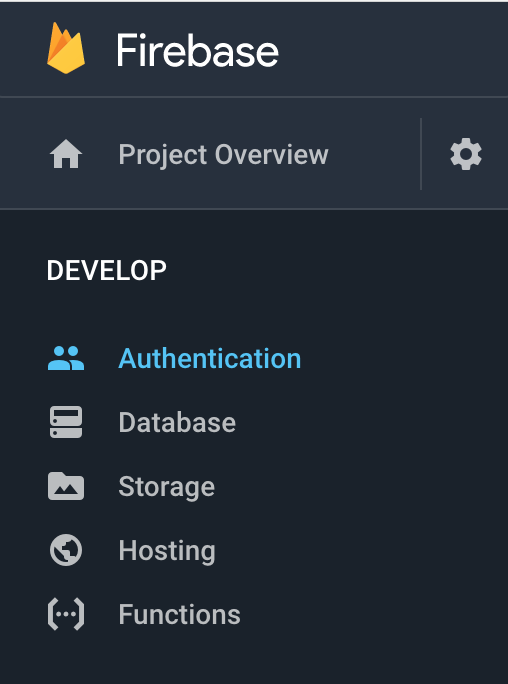 Firebase
Project Overview
DEVELOP
Authentication
Database
Storage
Hosting
Functions